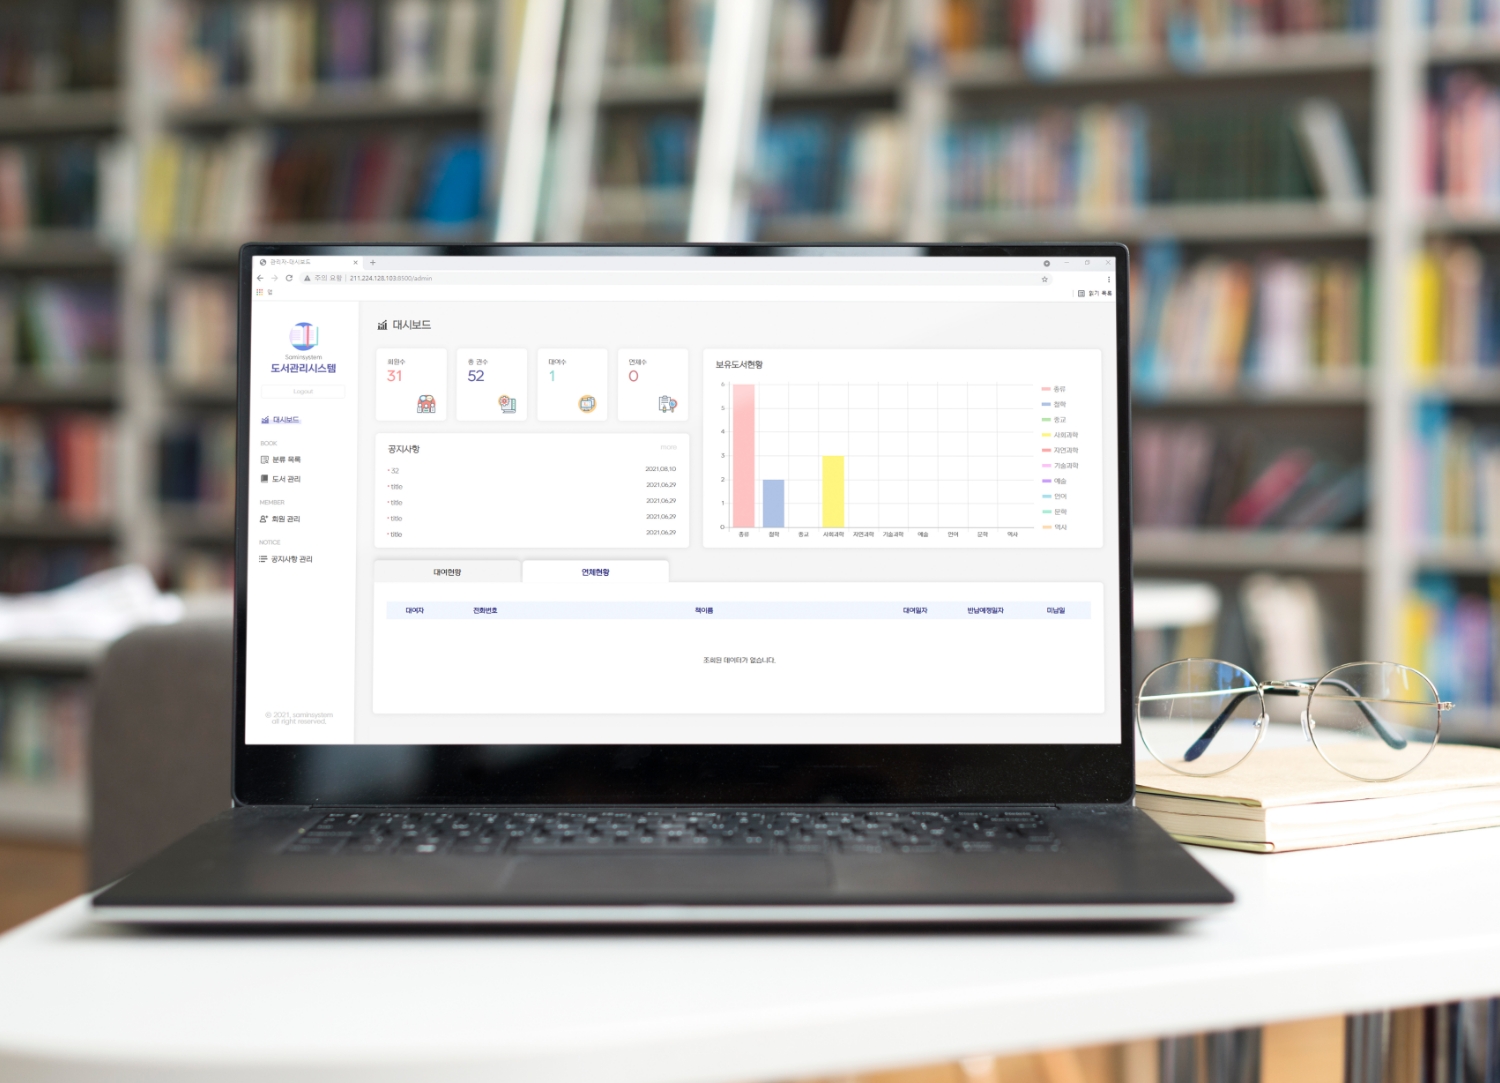 관리자-대시보드
주의 요함 211.224.128.103:8500/admin
앱
읽기 목록
Sominsystem
도서관리시스템
Logout
대시보드
BOOK
분류 목록
도서 관리
MEMBER
회원 관리
NOTICE
공지사항 관리
© 2021, sominsystem
all right reserved.
대시보드
회원수
31
총 권수
52
대여수
1
연체수
0
공지사항
more
• 32 2021.08.10
• title 2021.06.29
• title 2021.06.29
• title 2021.06.29
• title 2021.06.29
보유도서현황
6
5
4
3
2
1
0
총류 철학 종교 사회과학 자연과학 기술과학 예술 언어 문학 역사
총류
철학
종교
사회과학
자연과학
기술과학
예술
언어
문학
역사
대여현황 연체현황
대여자 전화번호 책이름 대여일자 반납예정일자 미납일
조회된 데이터가 없습니다.